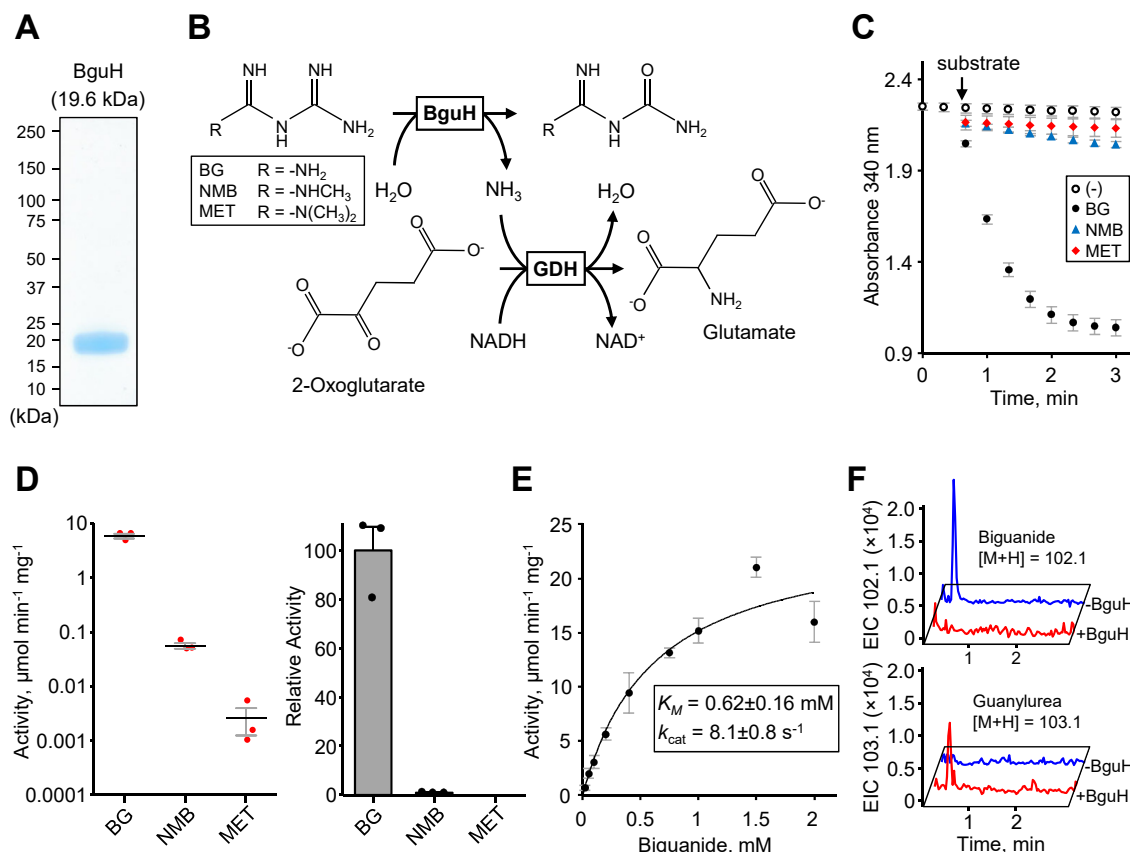 A
BguH
(19.6 kDa)
250
150
100
75
50
37
25
20
15
10
(kDa)
B
NH NH
R N H NH2
BguH
NH O
R N H NH2
BG R = -NH2
NMB R = -NHCH3
MET R = -N(CH3)2
H2O
NH3
H2O
O O-
O -O O
2-Oxoglutarate
GDH
NADH
NAD+
O O-
O -O NH2
Glutamate
C
substrate
Absorbance 340 nm
2.4
1.9
1.4
0.9
(-)
BG
NMB
MET
0 1 2 3
Time, min
D
Activity, µmol min-1 mg-1
10
1
0.1
0.01
0.001
0.0001
BG NMB MET
Relative Activity
100
80
60
40
20
0
BG NMB MET
E
Activity, µmol min-1 mg-1
25
20
15
10
5
0
KM = 0.62±0.16 mM
kcat = 8.1±0.8 s-1
0 0.5 1 1.5 2
Biguanide, mM
F
EIC 102.1 (×10⁴)
2.0
1.5
1.0
0.5
0
Biguanide
[M+H] = 102.1
-BguH
+BguH
1 2
EIC 103.1 (×10⁴)
2.0
1.5
1.0
0.5
0
Guanylurea
[M+H] = 103.1
-BguH
+BguH
1 2
Time, min